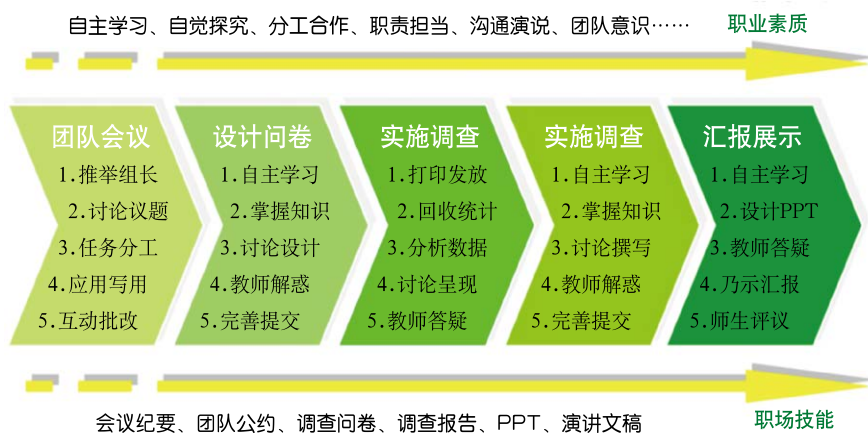 自主学习、自觉探究、分工合作、职责担当、沟通演说、团队意识…… 职业素质
团队会议
1.推举组长
2.讨论议题
3.任务分工
4.应用写用
5.互动批改
设计问卷
1.自主学习
2.掌握知识
3.讨论设计
4.教师解惑
5.完善提交
实施调查
1.打印发放
2.回收统计
3.分析数据
4.讨论呈现
5.教师答疑
实施调查
1.自主学习
2.掌握知识
3.讨论撰写
4.教师解惑
5.完善提交
汇报展示
1.自主学习
2.设计PPT
3.教师答疑
4.乃示汇报
5.师生评议
会议纪要、团队公约、调查问卷、调查报告、PPT、演讲文稿 职场技能